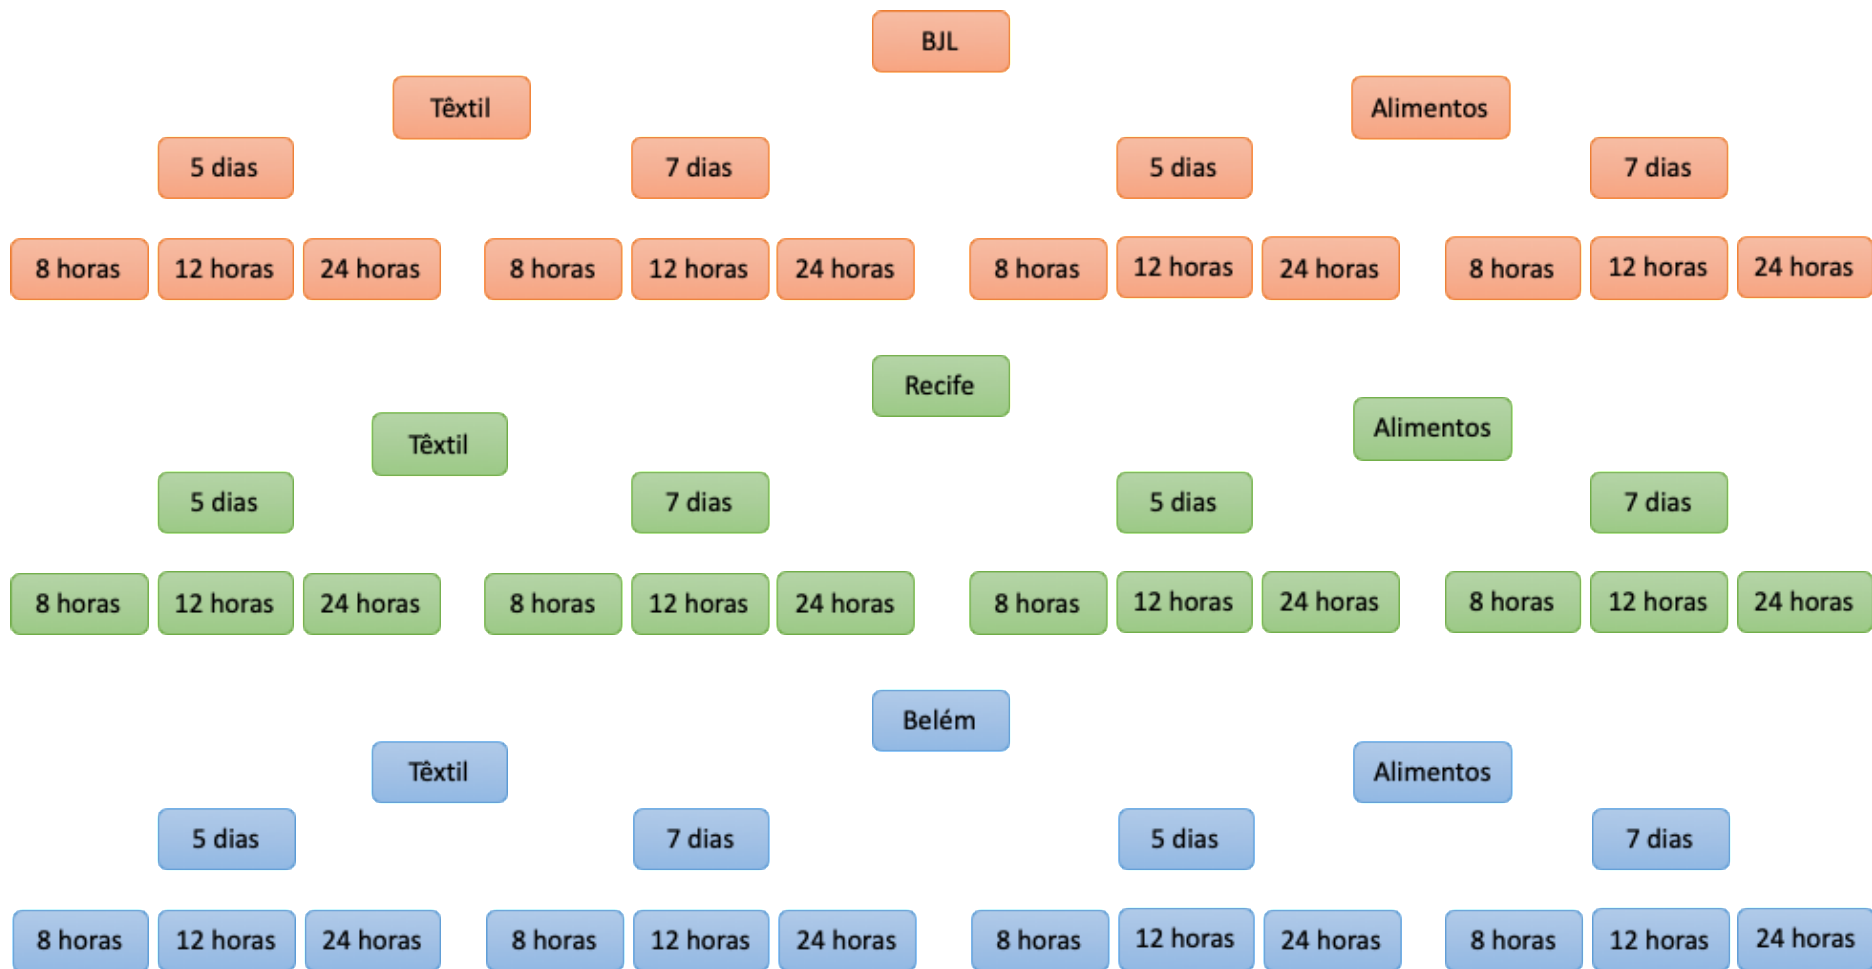 BJL
Têxtil
Alimentos
5 dias
7 dias
5 dias
7 dias
8 horas
12 horas
24 horas
8 horas
12 horas
24 horas
8 horas
12 horas
24 horas
8 horas
12 horas
24 horas
Recife
Têxtil
Alimentos
5 dias
7 dias
5 dias
7 dias
8 horas
12 horas
24 horas
8 horas
12 horas
24 horas
8 horas
12 horas
24 horas
8 horas
12 horas
24 horas
Belém
Têxtil
Alimentos
5 dias
7 dias
5 dias
7 dias
8 horas
12 horas
24 horas
8 horas
12 horas
24 horas
8 horas
12 horas
24 horas
8 horas
12 horas
24 horas